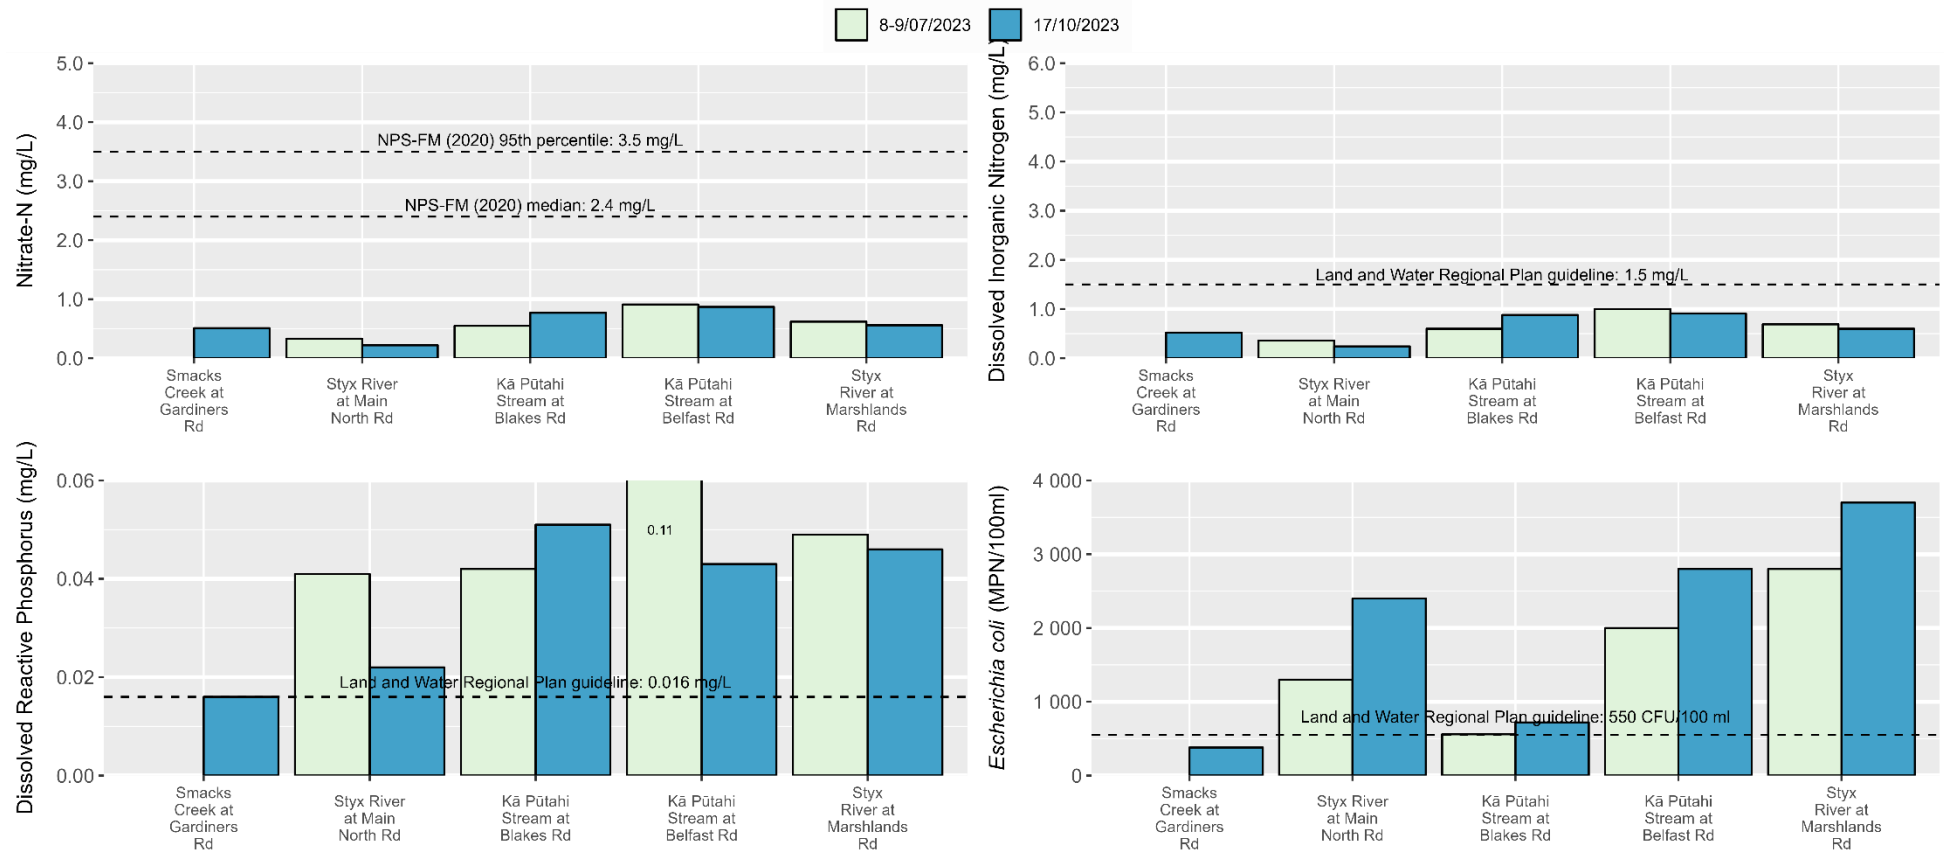 8-9/07/2023
17/10/2023
Nitrate-N (mg/L)
5.0
4.0
3.0
2.0
1.0
0.0
NPS-FM (2020) 95th percentile: 3.5 mg/L
NPS-FM (2020) median: 2.4 mg/L
Smacks
Creek at
Gardiners
Rd
Styx River
at Main
North Rd
Kā Pūtahi
Stream at
Blakes Rd
Kā Pūtahi
Stream at
Belfast Rd
Styx
River at
Marshlands
Rd
Dissolved Inorganic Nitrogen (mg/L)
6.0
5.0
4.0
3.0
2.0
1.0
0.0
Land and Water Regional Plan guideline: 1.5 mg/L
Smacks
Creek at
Gardiners
Rd
Styx River
at Main
North Rd
Kā Pūtahi
Stream at
Blakes Rd
Kā Pūtahi
Stream at
Belfast Rd
Styx
River at
Marshlands
Rd
Dissolved Reactive Phosphorus (mg/L)
0.06
0.04
0.02
0.00
0.11
Land and Water Regional Plan guideline: 0.016 mg/L
Smacks
Creek at
Gardiners
Rd
Styx River
at Main
North Rd
Kā Pūtahi
Stream at
Blakes Rd
Kā Pūtahi
Stream at
Belfast Rd
Styx
River at
Marshlands
Rd
Escherichia coli (MPN/100ml)
4 000
3 000
2 000
1 000
0
Land and Water Regional Plan guideline: 550 CFU/100 ml
Smacks
Creek at
Gardiners
Rd
Styx River
at Main
North Rd
Kā Pūtahi
Stream at
Blakes Rd
Kā Pūtahi
Stream at
Belfast Rd
Styx
River at
Marshlands
Rd